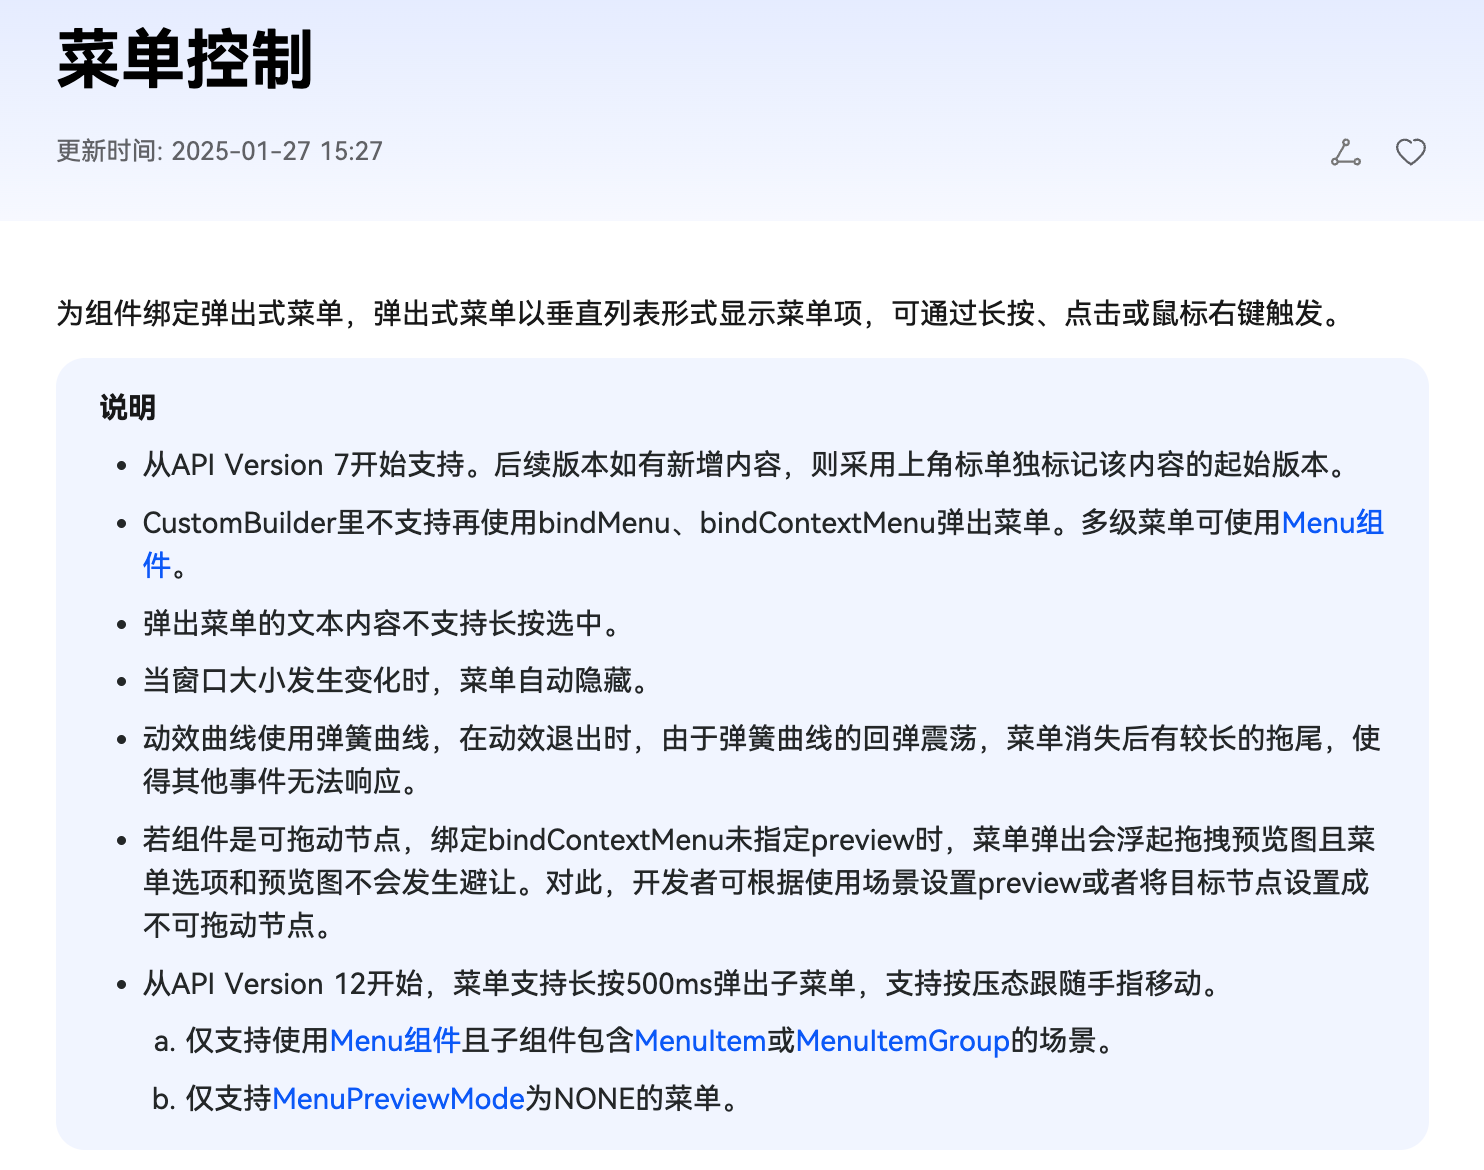 菜单控制
更新时间: 2025-01-27 15:27
为组件绑定弹出式菜单，弹出式菜单以垂直列表形式显示菜单项，可通过长按、点击或鼠标右键触发。
说明
• 从API Version 7开始支持。后续版本如有新增内容，则采用上角标单独标记该内容的起始版本。
• CustomBuilder里不支持再使用bindMenu、bindContextMenu弹出菜单。多级菜单可使用Menu组
件。
• 弹出菜单的文本内容不支持长按选中。
• 当窗口大小发生变化时，菜单自动隐藏。
• 动效曲线使用弹簧曲线，在动效退出时，由于弹簧曲线的回弹震荡，菜单消失后有较长的拖尾，使
得其他事件无法响应。
• 若组件是可拖动节点，绑定bindContextMenu未指定preview时，菜单弹出会浮起拖拽预览图且菜
单选项和预览图不会发生避让。对此，开发者可根据使用场景设置preview或者将目标节点设置成
不可拖动节点。
• 从API Version 12开始，菜单支持长按500ms弹出子菜单，支持按压态跟随手指移动。
a. 仅支持使用Menu组件且子组件包含MenuItem或MenuItemGroup的场景。
b. 仅支持MenuPreviewMode为NONE的菜单。